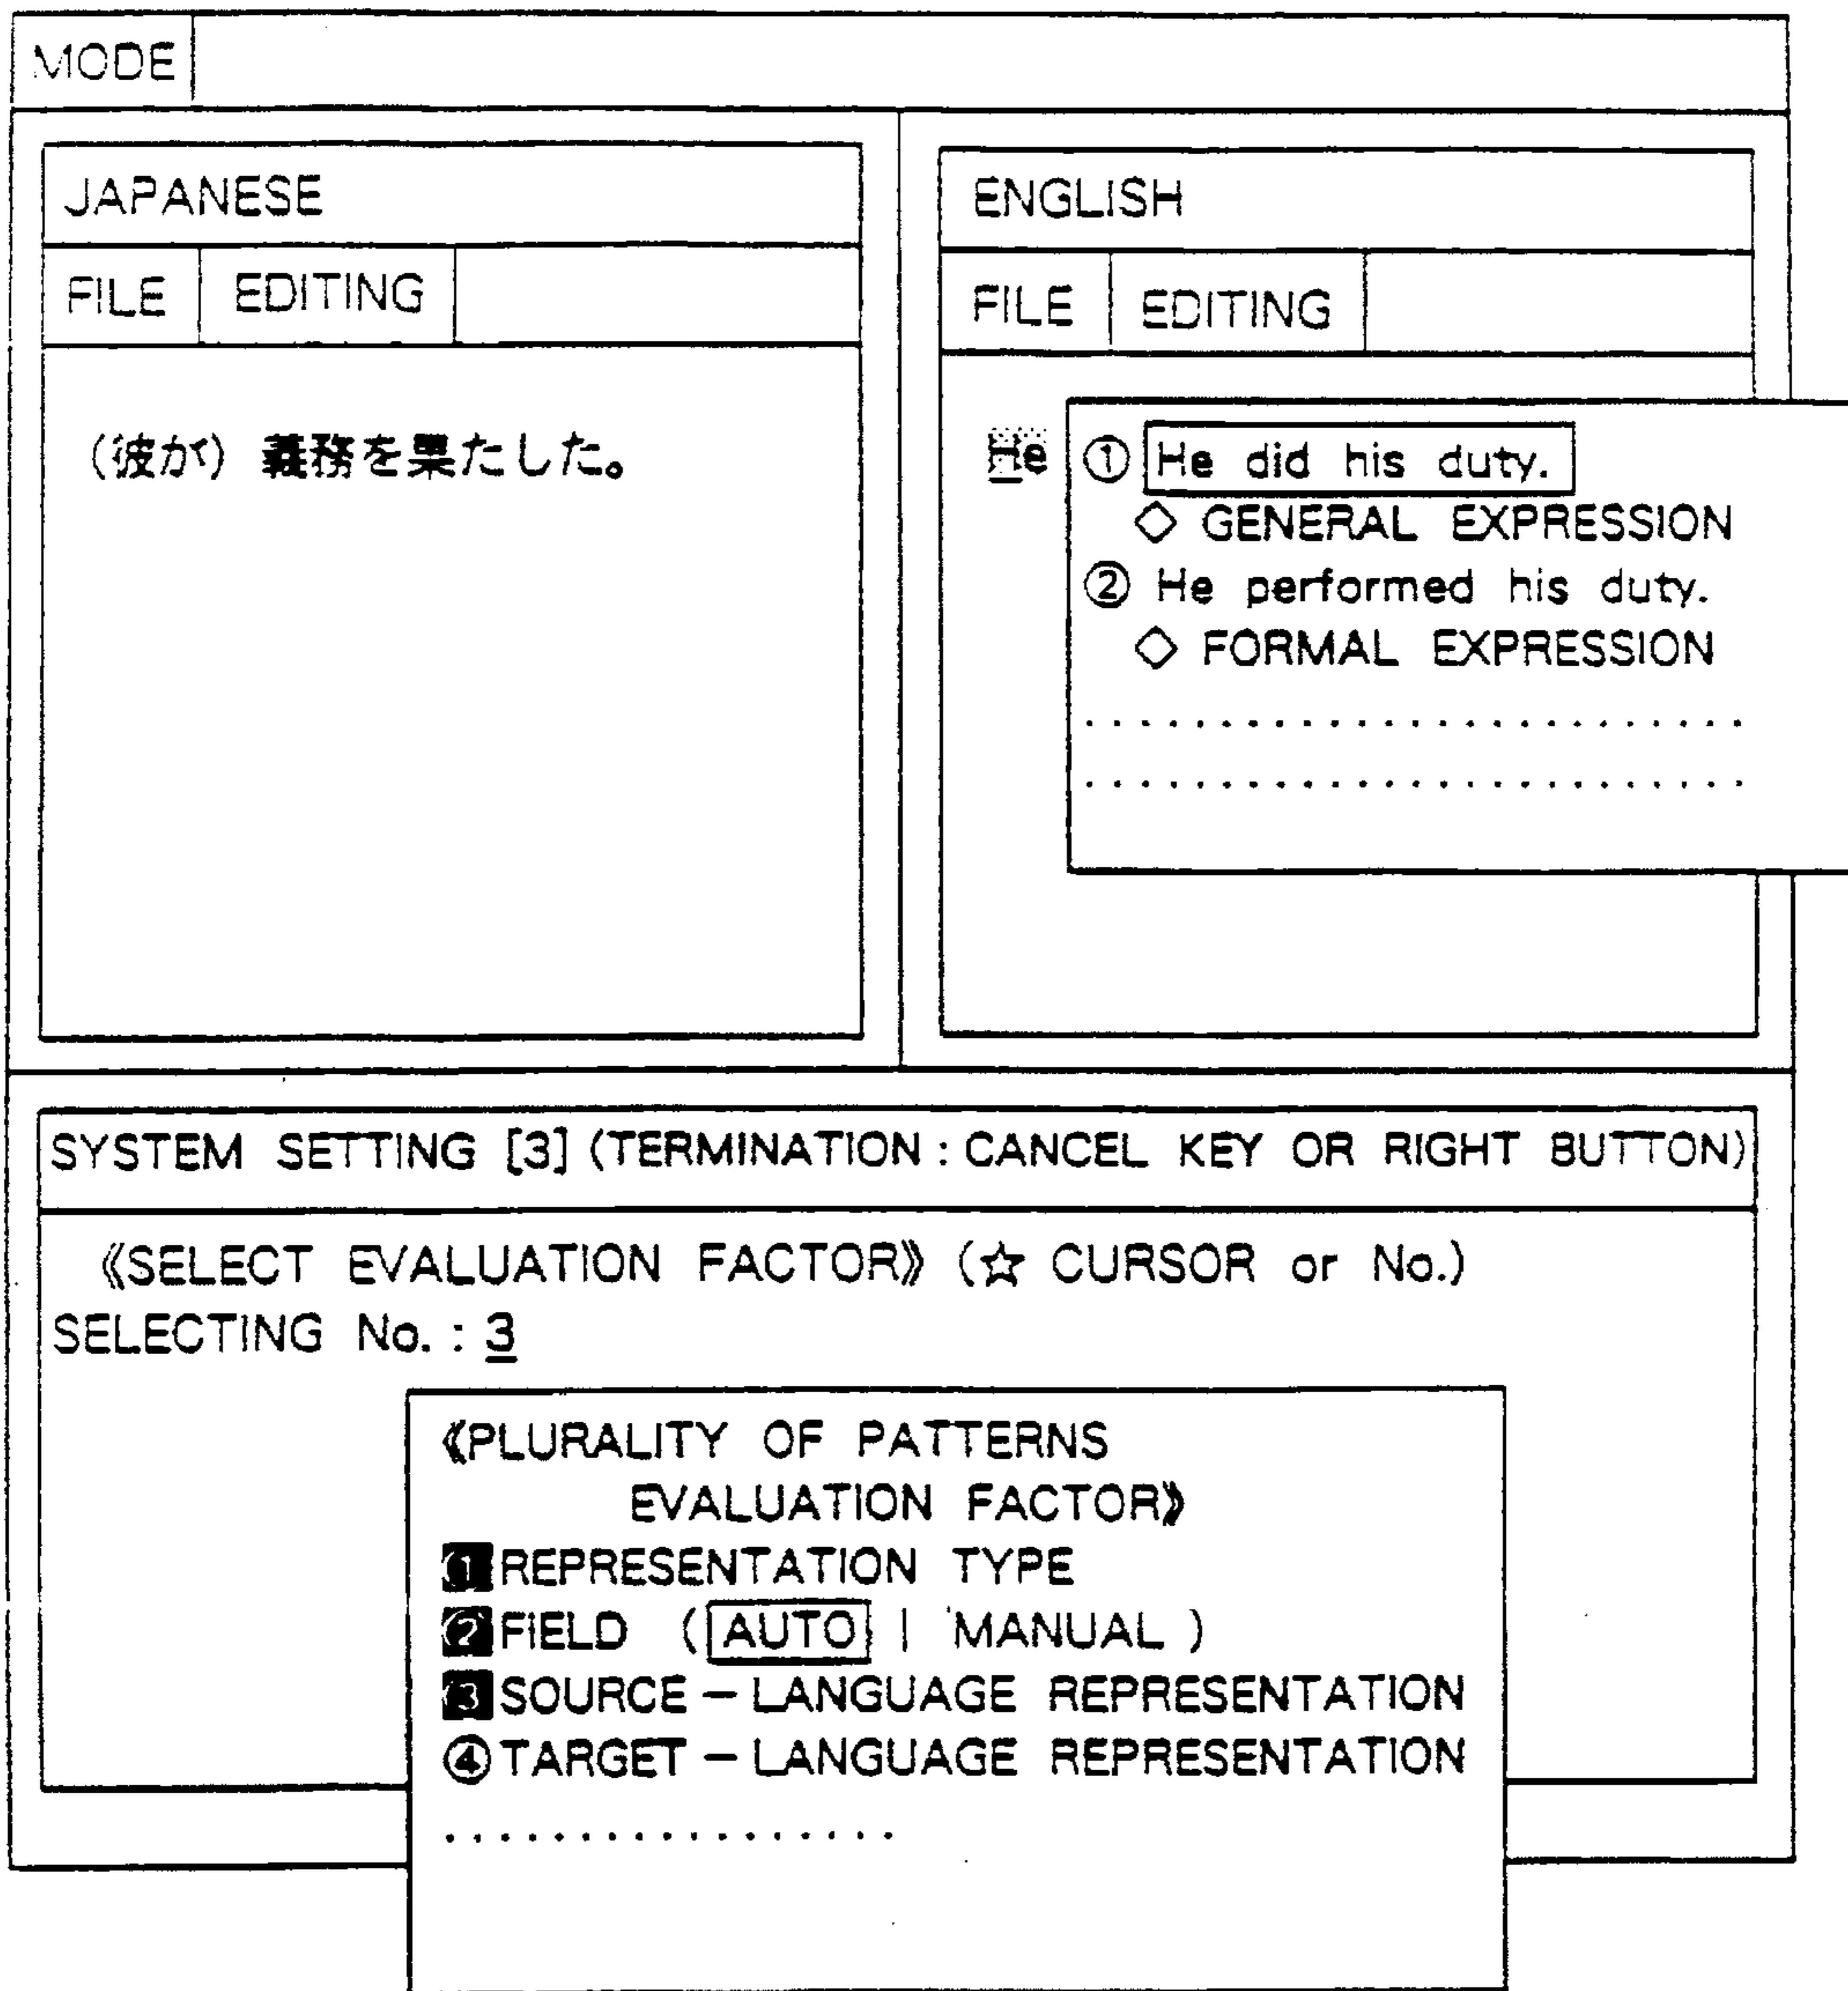 MODE
JAPANESE
FILE EDITING
(彼が) 義務を果たした。
ENGLISH
FILE EDITING
He
① He did his duty.
◇ GENERAL EXPRESSION
② He performed his duty.
◇ FORMAL EXPRESSION
..........................
..........................
SYSTEM SETTING [3] (TERMINATION : CANCEL KEY OR RIGHT BUTTON)
《SELECT EVALUATION FACTOR》 (☆ CURSOR or No.)
SELECTING No. : 3
《PLURALITY OF PATTERNS
EVALUATION FACTOR》
① REPRESENTATION TYPE
② FIELD ( AUTO | MANUAL )
③ SOURCE – LANGUAGE REPRESENTATION
④ TARGET – LANGUAGE REPRESENTATION
.................